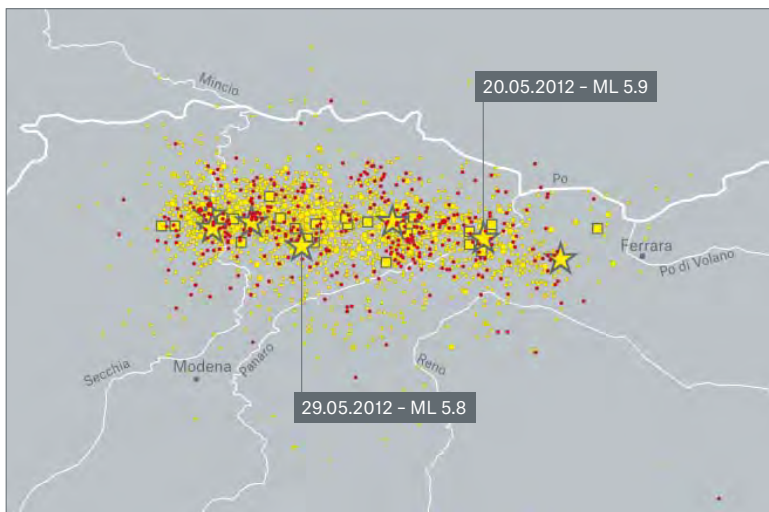 Mincio
20.05.2012 - ML 5.9
Po
Ferrara
Po di Volano
Secchia
Modena
Panaro
Reno
29.05.2012 - ML 5.8